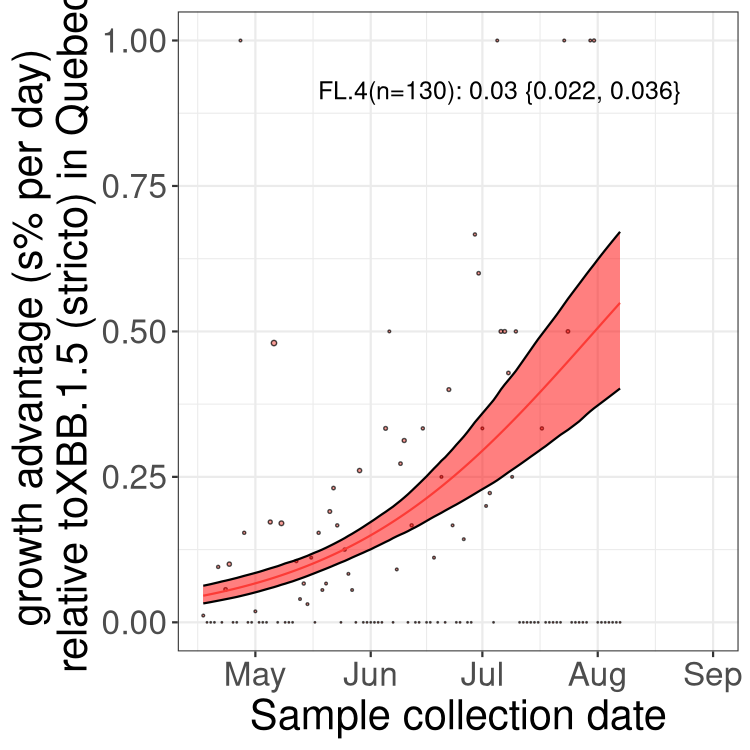 growth advantage (s% per day)
relative toXBB.1.5 (stricto) in Quebec
1.00
0.75
0.50
0.25
0.00
FL.4(n=130): 0.03 {0.022, 0.036}
May Jun Jul Aug Sep
Sample collection date